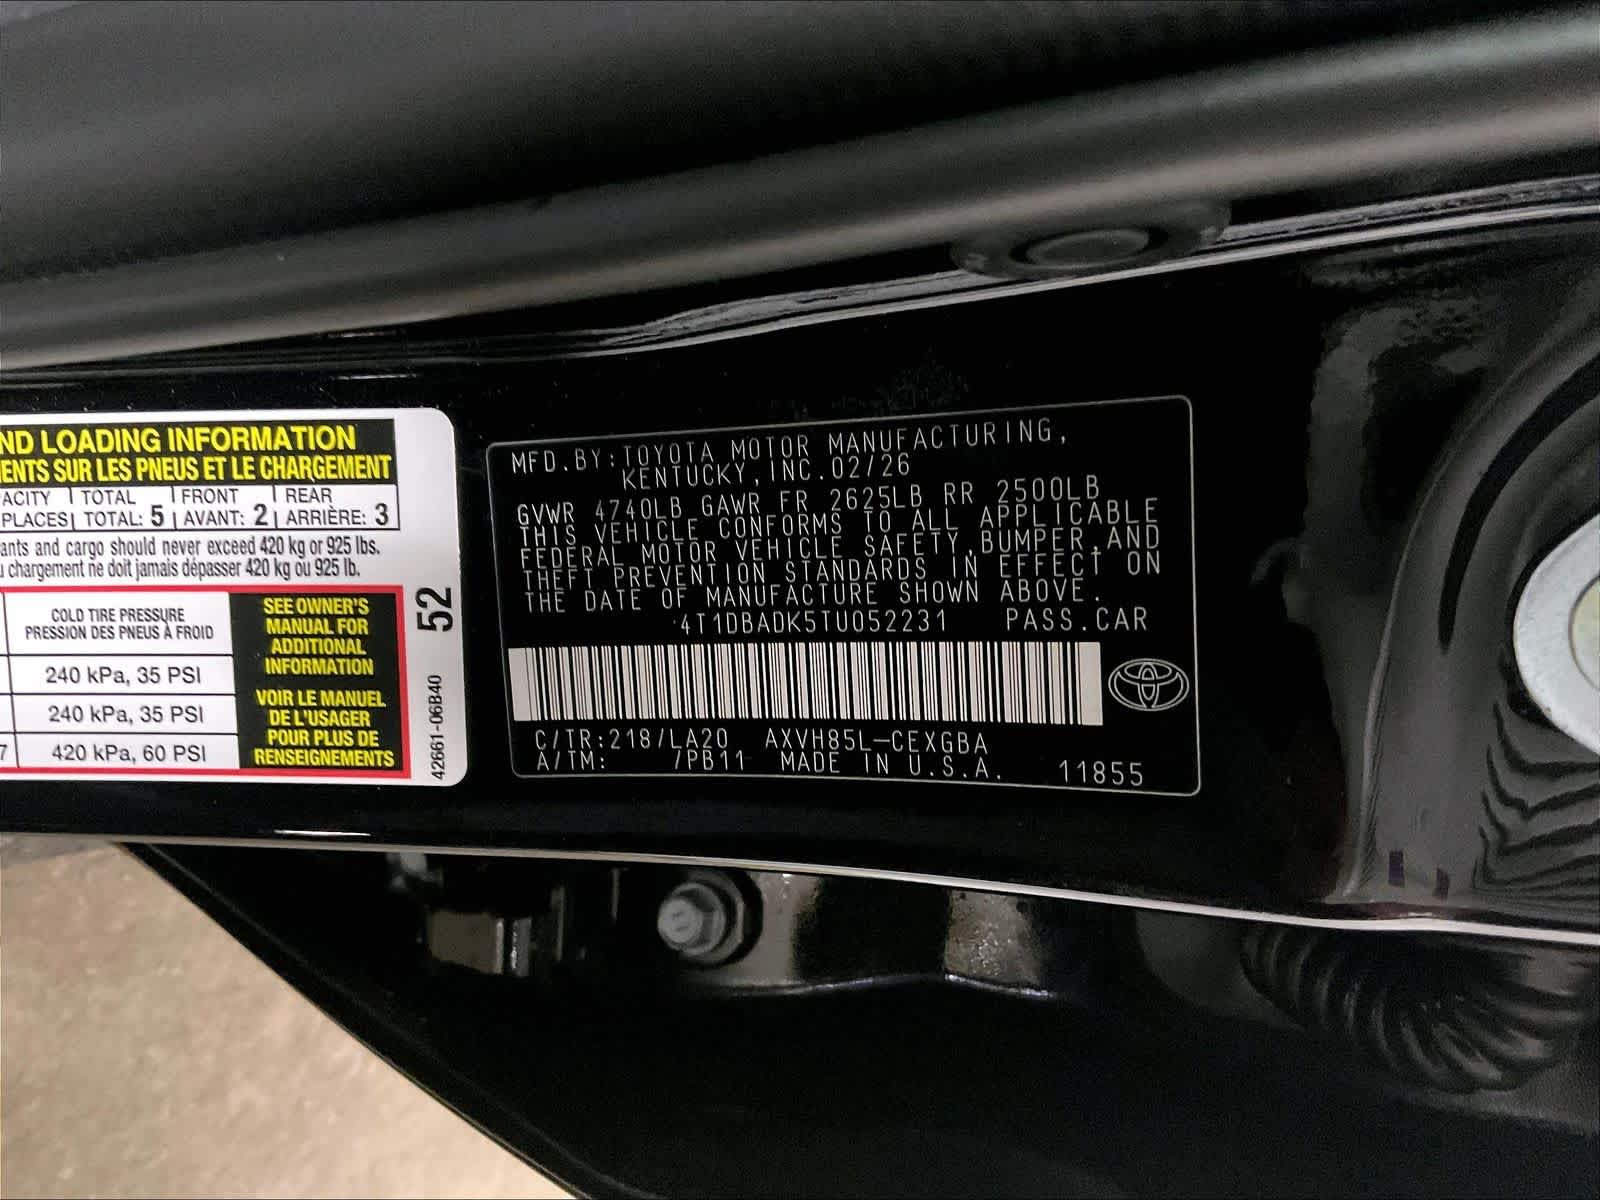 ND LOADING INFORMATION
ENTS SUR LES PNEUS ET LE CHARGEMENT
ACITY TOTAL FRONT REAR
PLACES TOTAL: 5 AVANT: 2 ARRIÈRE: 3
ants and cargo should never exceed 420 kg or 925 lbs.
u chargement ne doit jamais dépasser 420 kg ou 925 lb.
COLD TIRE PRESSURE
PRESSION DES PNEUS À FROID
240 kPa, 35 PSI
240 kPa, 35 PSI
7 420 kPa, 60 PSI
SEE OWNER'S
MANUAL FOR
ADDITIONAL
INFORMATION
VOIR LE MANUEL
DE L'USAGER
POUR PLUS DE
RENSEIGNEMENTS
52
42661-06B40
MFD.BY:TOYOTA MOTOR MANUFACTURING,
KENTUCKY,INC.02/26
GVWR 4740LB GAWR FR 2625LB RR 2500LB
THIS VEHICLE CONFORMS TO ALL APPLICABLE
FEDERAL MOTOR VEHICLE SAFETY,BUMPER,AND
THEFT PREVENTION STANDARDS IN EFFECT ON
THE DATE OF MANUFACTURE SHOWN ABOVE.
4T1DBADK5TU052231 PASS.CAR
C/TR:218/LA20 AXVH85L-CEXGBA
A/TM: /PB11 MADE IN U.S.A. 11855